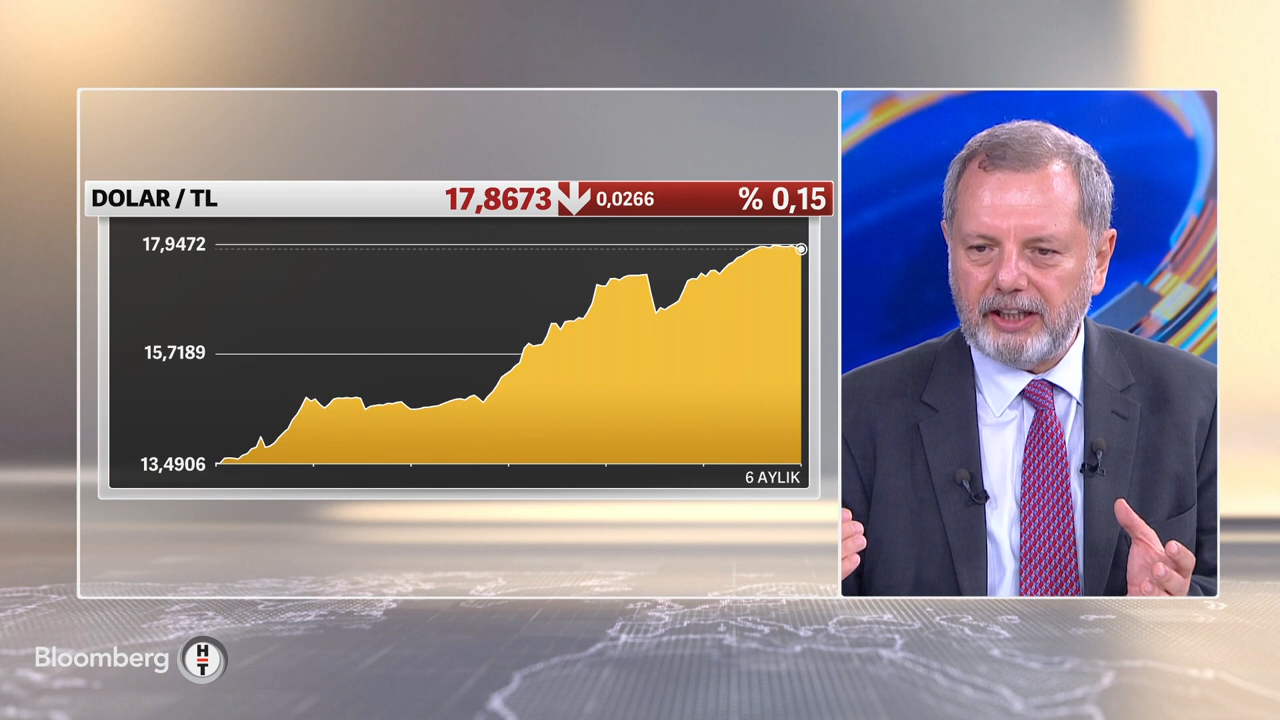 DOLAR / TL 17,8673 0,0266 % 0,15
17,9472
15,7189
13,4906
6 AYLIK
Bloomberg HT